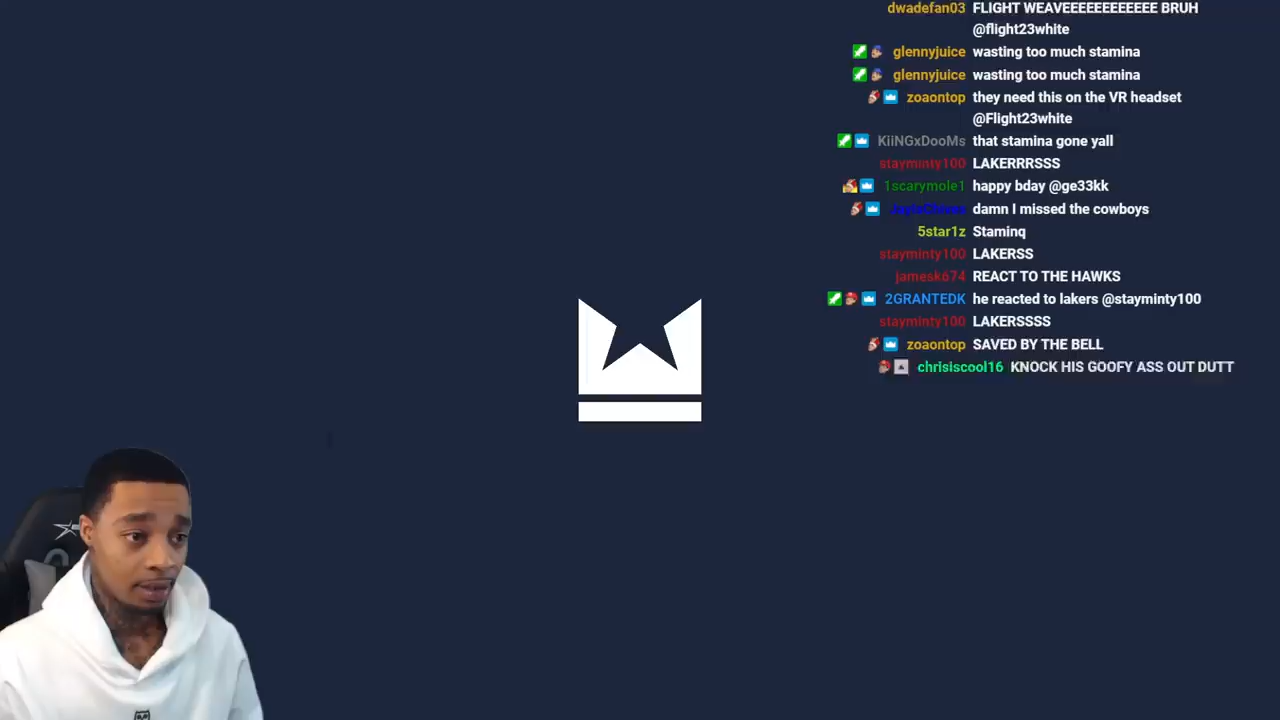 dwadefan03 FLIGHT WEAVEEEEEEEEEEEE BRUH
@flight23white
glennyjuice wasting too much stamina
glennyjuice wasting too much stamina
zoaontop they need this on the VR headset
@Flight23white
KiiNGxDooMs that stamina gone yall
stayminty100 LAKERRRSSS
1scarymole1 happy bday @ge33kk
damn I missed the cowboys
5star1z Staminq
stayminty100 LAKERSS
jamesk674 REACT TO THE HAWKS
2GRANTEDK he reacted to lakers @stayminty100
stayminty100 LAKERSSSS
zoaontop SAVED BY THE BELL
chrisiscool16 KNOCK HIS GOOFY ASS OUT DUTT